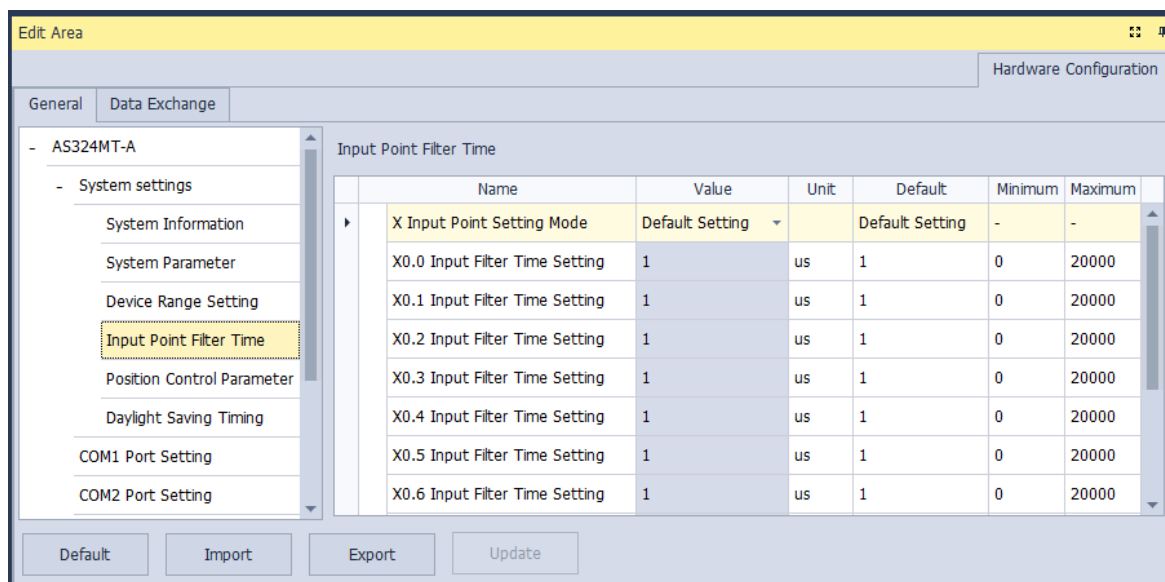 Edit Area
Hardware Configuration
General Data Exchange
- AS324MT-A
- System settings
System Information
System Parameter
Device Range Setting
Input Point Filter Time
Position Control Parameter
Daylight Saving Timing
COM1 Port Setting
COM2 Port Setting
Input Point Filter Time
Name Value Unit Default Minimum Maximum
X Input Point Setting Mode Default Setting Default Setting - -
X0.0 Input Filter Time Setting 1 us 1 0 20000
X0.1 Input Filter Time Setting 1 us 1 0 20000
X0.2 Input Filter Time Setting 1 us 1 0 20000
X0.3 Input Filter Time Setting 1 us 1 0 20000
X0.4 Input Filter Time Setting 1 us 1 0 20000
X0.5 Input Filter Time Setting 1 us 1 0 20000
X0.6 Input Filter Time Setting 1 us 1 0 20000
Default Import Export Update